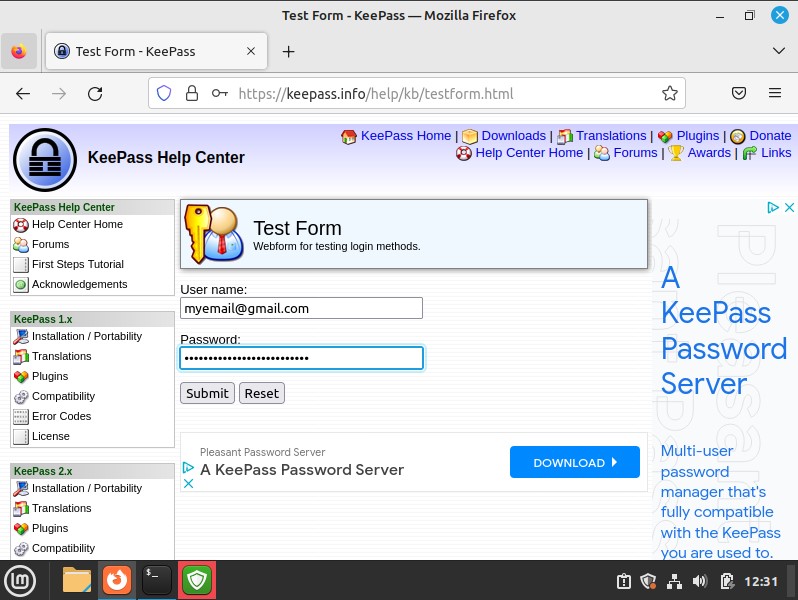 Test Form - KeePass — Mozilla Firefox
Test Form - KeePass
https://keepass.info/help/kb/testform.html
KeePass Help Center
KeePass Home | Downloads | Translations | Plugins | Donate
Help Center Home | Forums | Awards | Links
KeePass Help Center
Help Center Home
Forums
First Steps Tutorial
Acknowledgements
KeePass 1.x
Installation / Portability
Translations
Plugins
Compatibility
Error Codes
License
KeePass 2.x
Installation / Portability
Translations
Plugins
Compatibility
Test Form
Webform for testing login methods.
User name:
myemail@gmail.com
Password:
••••••••••••••••••••••••••
Submit Reset
Pleasant Password Server
A KeePass Password Server
DOWNLOAD
A
KeePass
Password
Server
Multi-user
password
manager that's
fully compatible
with the KeePass
you are used to.
12:31